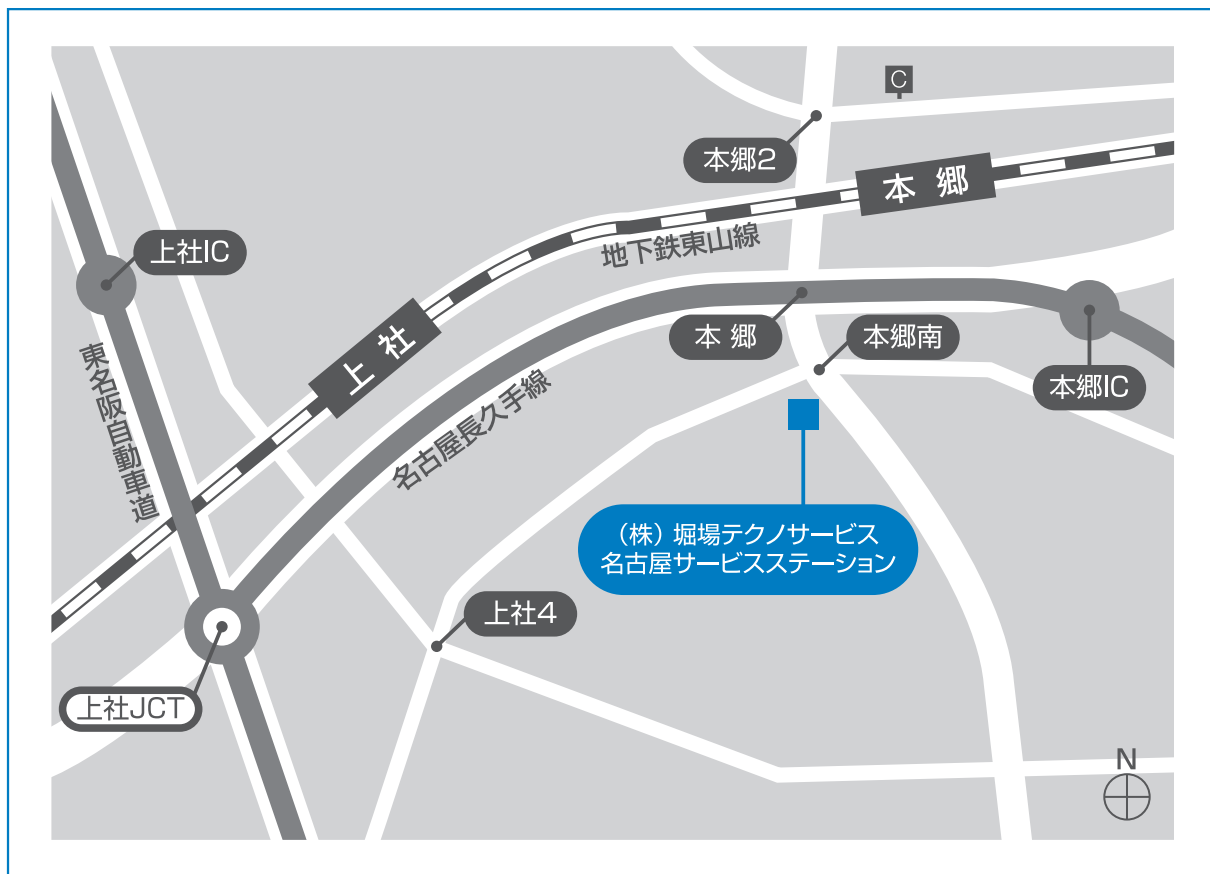 C
本郷2
本 郷
上社IC
地下鉄東山線
上 社
本 郷
本郷南
本郷IC
東名阪自動車道
名古屋長久手線
（株）堀場テクノサービス
名古屋サービスステーション
上社4
上社JCT
N